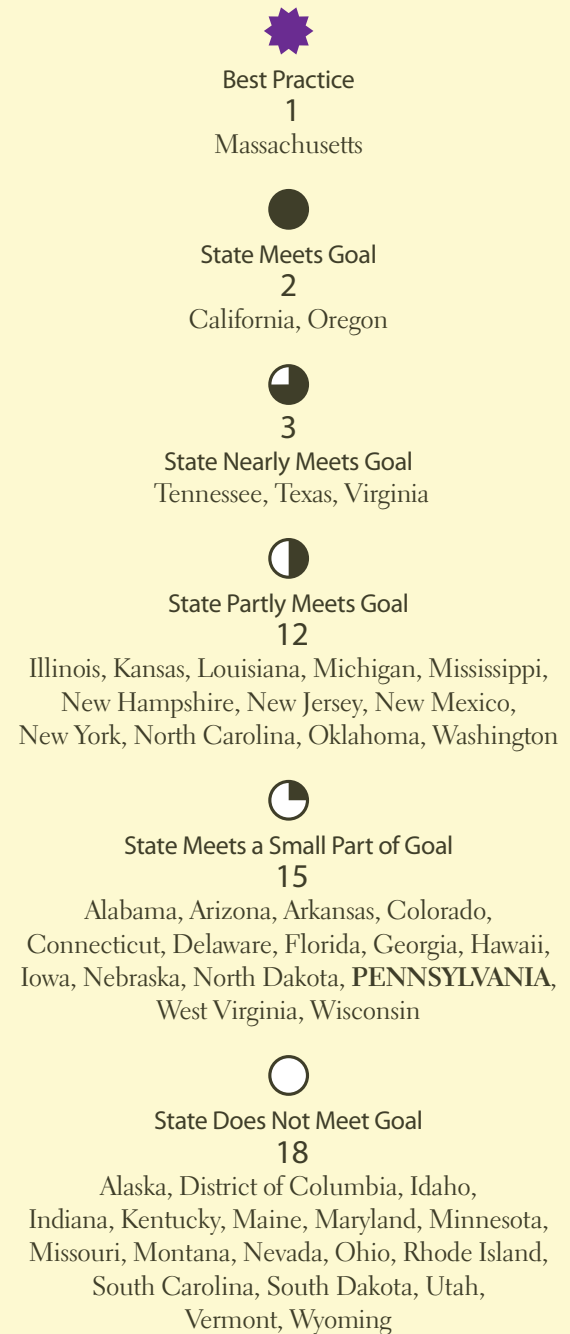 Best Practice
1
Massachusetts
State Meets Goal
2
California, Oregon
3
State Nearly Meets Goal
Tennessee, Texas, Virginia
State Partly Meets Goal
12
Illinois, Kansas, Louisiana, Michigan, Mississippi,
New Hampshire, New Jersey, New Mexico,
New York, North Carolina, Oklahoma, Washington
State Meets a Small Part of Goal
15
Alabama, Arizona, Arkansas, Colorado,
Connecticut, Delaware, Florida, Georgia, Hawaii,
Iowa, Nebraska, North Dakota, PENNSYLVANIA,
West Virginia, Wisconsin
State Does Not Meet Goal
18
Alaska, District of Columbia, Idaho,
Indiana, Kentucky, Maine, Maryland, Minnesota,
Missouri, Montana, Nevada, Ohio, Rhode Island,
South Carolina, South Dakota, Utah,
Vermont, Wyoming